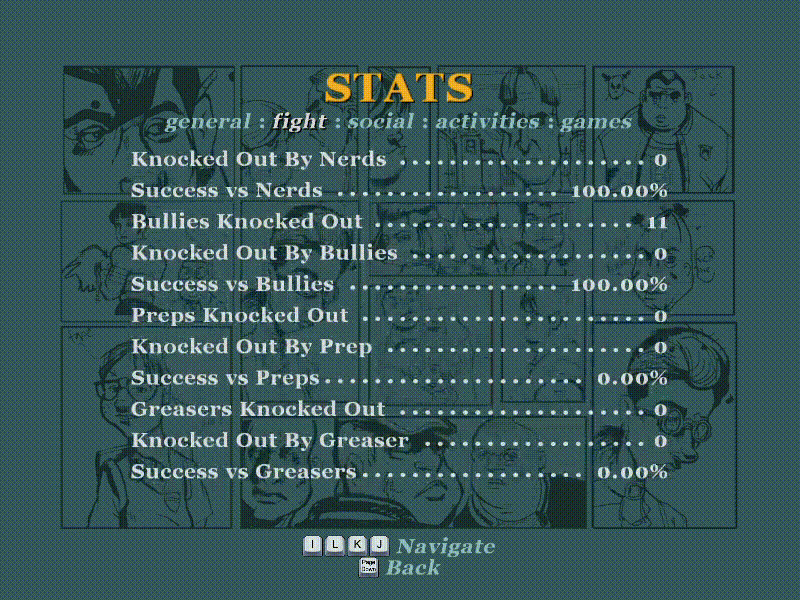 STATS
general : fight : social : activities : games
Knocked Out By Nerds .................... 0
Success vs Nerds .................. 100.00%
Bullies Knocked Out ..................... 11
Knocked Out By Bullies ................... 0
Success vs Bullies ................. 100.00%
Preps Knocked Out ....................... 0
Knocked Out By Prep ..................... 0
Success vs Preps ..................... 0.00%
Greasers Knocked Out .................... 0
Knocked Out By Greaser .................. 0
Success vs Greasers .................. 0.00%
I L K J Navigate
Page Down Back